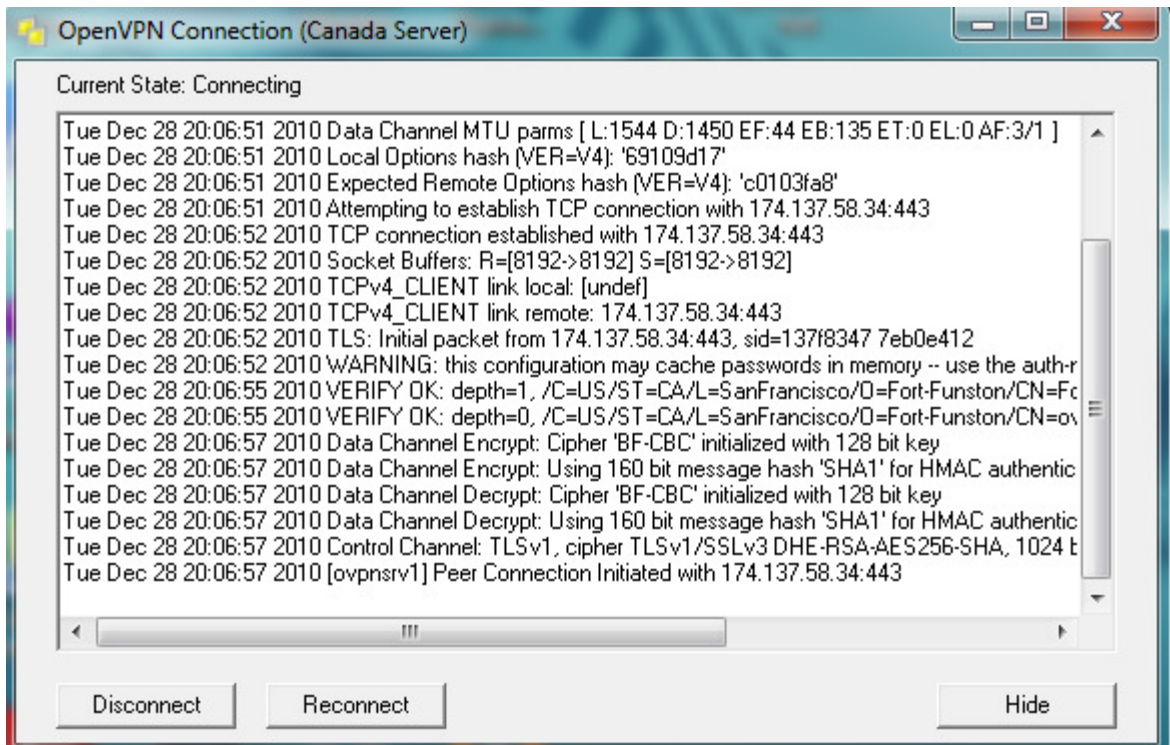 OpenVPN Connection (Canada Server)
Current State: Connecting
Tue Dec 28 20:06:51 2010 Data Channel MTU parms [ L:1544 D:1450 EF:44 EB:135 ET:0 EL:0 AF:3/1 ]
Tue Dec 28 20:06:51 2010 Local Options hash (VER=V4): '69109d17'
Tue Dec 28 20:06:51 2010 Expected Remote Options hash (VER=V4): 'c0103fa8'
Tue Dec 28 20:06:51 2010 Attempting to establish TCP connection with 174.137.58.34:443
Tue Dec 28 20:06:52 2010 TCP connection established with 174.137.58.34:443
Tue Dec 28 20:06:52 2010 Socket Buffers: R=[8192->8192] S=[8192->8192]
Tue Dec 28 20:06:52 2010 TCPv4_CLIENT link local: [undef]
Tue Dec 28 20:06:52 2010 TCPv4_CLIENT link remote: 174.137.58.34:443
Tue Dec 28 20:06:52 2010 TLS: Initial packet from 174.137.58.34:443, sid=137f8347 7eb0e412
Tue Dec 28 20:06:52 2010 WARNING: this configuration may cache passwords in memory -- use the auth-r
Tue Dec 28 20:06:55 2010 VERIFY OK: depth=1, /C=US/ST=CA/L=SanFrancisco/O=Fort-Funston/CN=Fo
Tue Dec 28 20:06:55 2010 VERIFY OK: depth=0, /C=US/ST=CA/L=SanFrancisco/O=Fort-Funston/CN=ov
Tue Dec 28 20:06:57 2010 Data Channel Encrypt: Cipher 'BF-CBC' initialized with 128 bit key
Tue Dec 28 20:06:57 2010 Data Channel Encrypt: Using 160 bit message hash 'SHA1' for HMAC authentic
Tue Dec 28 20:06:57 2010 Data Channel Decrypt: Cipher 'BF-CBC' initialized with 128 bit key
Tue Dec 28 20:06:57 2010 Data Channel Decrypt: Using 160 bit message hash 'SHA1' for HMAC authentic
Tue Dec 28 20:06:57 2010 Control Channel: TLSv1, cipher TLSv1/SSLv3 DHE-RSA-AES256-SHA, 1024 b
Tue Dec 28 20:06:57 2010 [ovpnsrv1] Peer Connection Initiated with 174.137.58.34:443
Disconnect
Reconnect
Hide